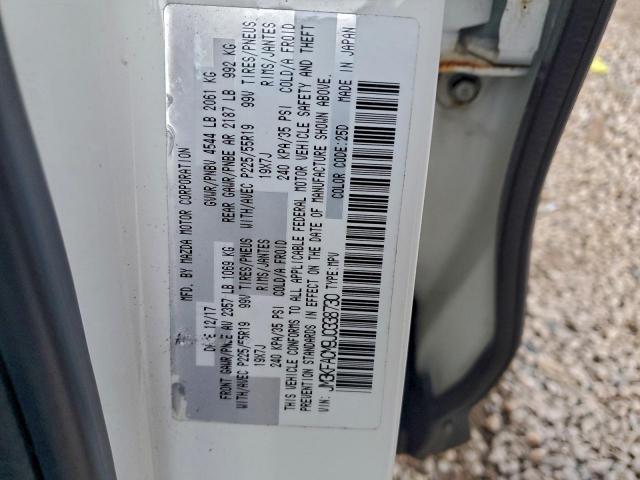 MFD. BY MAZDA MOTOR CORPORATION
DATE 12/17 GVWR/PNBV 4544 LB 2061 KG
FRONT GAWR/PNBE AV 2357 LB 1069 KG REAR GAWR/PNBE AR 2187 LB 992 KG
WITH/AVEC P225/55R19 99V TIRES/PNEUS WITH/AVEC P225/55R19 99V TIRES/PNEUS
19X7J RIMS/JANTES 19X7J RIMS/JANTES
240 KPA/35 PSI COLD/A FROID 240 KPA/35 PSI COLD/A FROID
THIS VEHICLE CONFORMS TO ALL APPLICABLE FEDERAL MOTOR VEHICLE SAFETY AND THEFT
PREVENTION STANDARDS IN EFFECT ON THE DATE OF MANUFACTURE SHOWN ABOVE.
VIN: JM3KFACM9J0338730 TYPE:MPV COLOR CODE:25D MADE IN JAPAN